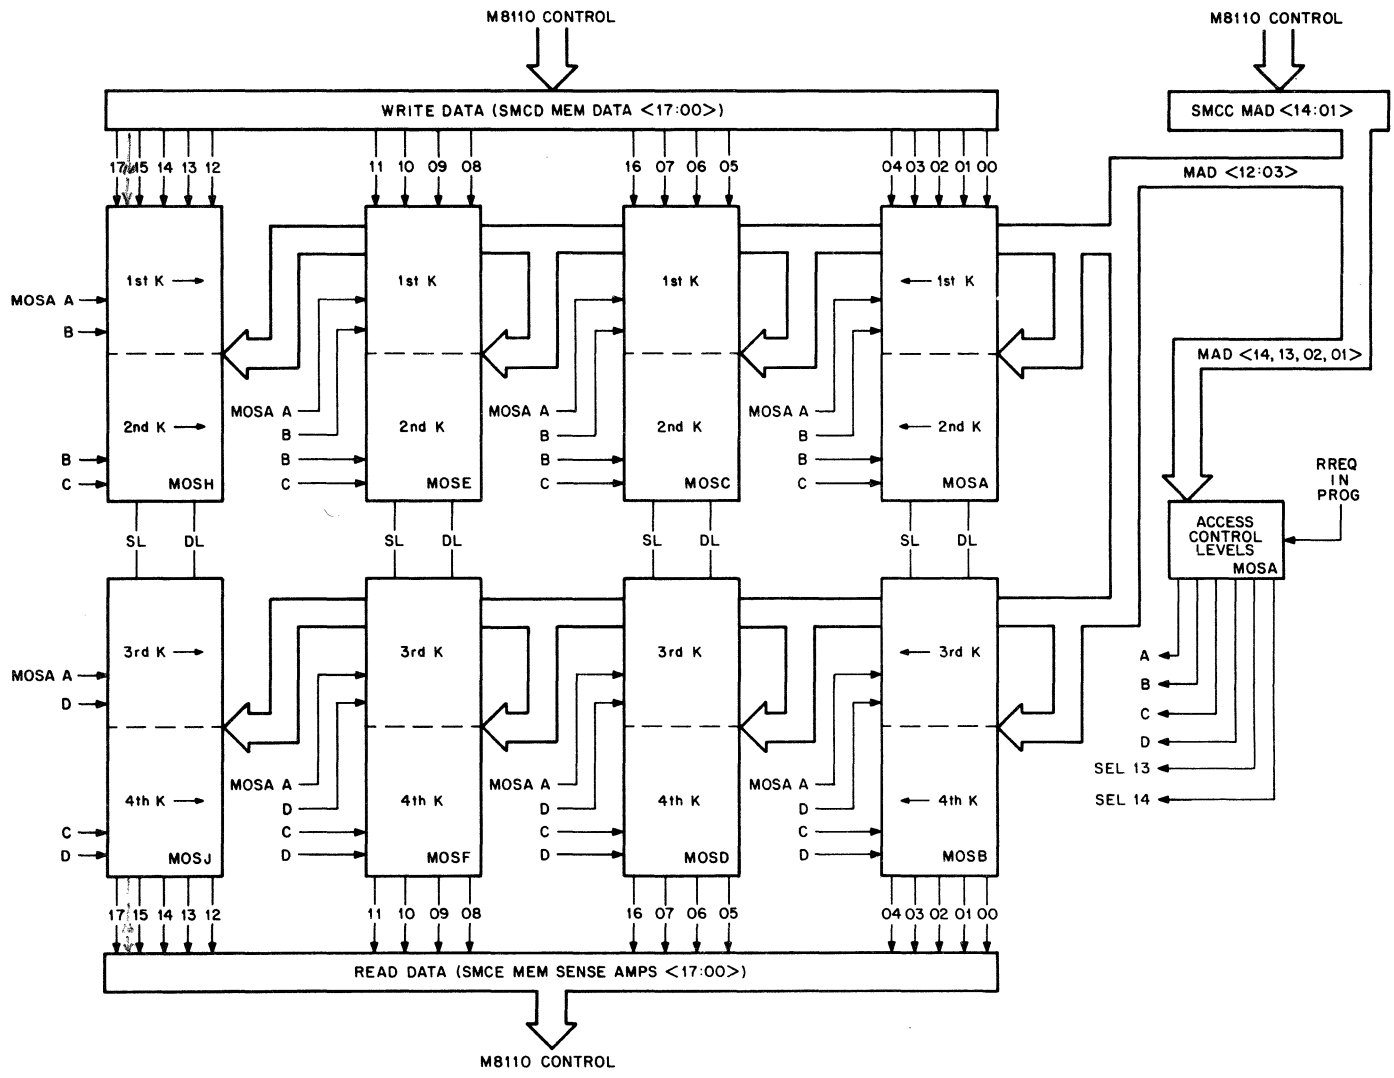 M8110 CONTROL
M8110 CONTROL
WRITE DATA (SMCD MEM DATA <17:00>)
SMCC MAD <14:01>
17 15 14 13 12
11 10 09 08
16 07 06 05
04 03 02 01 00
MAD <12:03>
1st K
1st K
1st K
1st K
MOSA A
B
MAD <14, 13, 02, 01>
MOSA A
MOSA A
MOSA A
B
B
B
2nd K
2nd K
2nd K
2nd K
B
B
B
B
C
C
C
C
MOSH
MOSE
MOSC
MOSA
RREQ
IN
PROG
ACCESS
CONTROL
LEVELS
MOSA
SL DL
SL DL
SL DL
SL DL
3rd K
3rd K
3rd K
3rd K
MOSA A
D
A
B
C
D
SEL 13
SEL 14
MOSA A
MOSA A
MOSA A
D
D
D
4th K
4th K
4th K
4th K
C
C
C
C
D
D
D
D
MOSJ
MOSF
MOSD
MOSB
17 15 14 13 12
11 10 09 08
16 07 06 05
04 03 02 01 00
READ DATA (SMCE MEM SENSE AMPS <17:00>)
M8110 CONTROL